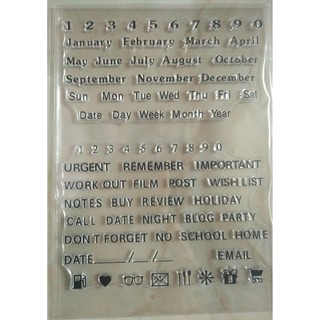 1 2 3 4 5 6 7 8 9 0
January February March April
May June July August October
September November December
Sun Mon Tue Wed Thu Fri Sat
Date Day Week Month Year
1 2 3 4 5 6 7 8 9 0
URGENT REMEMBER IMPORTANT
WORK OUT FILM POST WISH LIST
NOTES BUY REVIEW HOLIDAY
CALL DATE NIGHT BLOG PARTY
DON'T FORGET NO SCHOOL HOME
DATE___/___/___ EMAIL